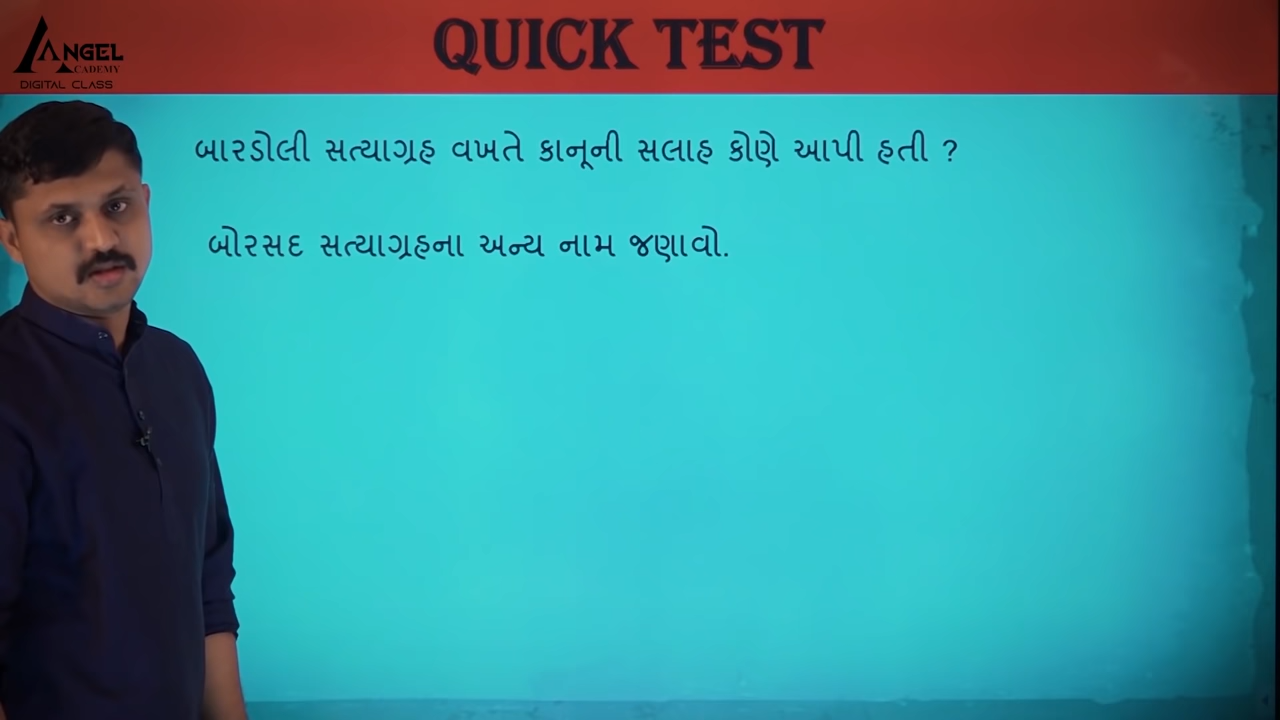 ANGEL
ACADEMY
DIGITAL CLASS
QUICK TEST
બારડોલી સત્યાગ્રહ વખતે કાનૂની સલાહ કોણે આપી હતી ?
બોરસદ સત્યાગ્રહના અન્ય નામ જણાવો.